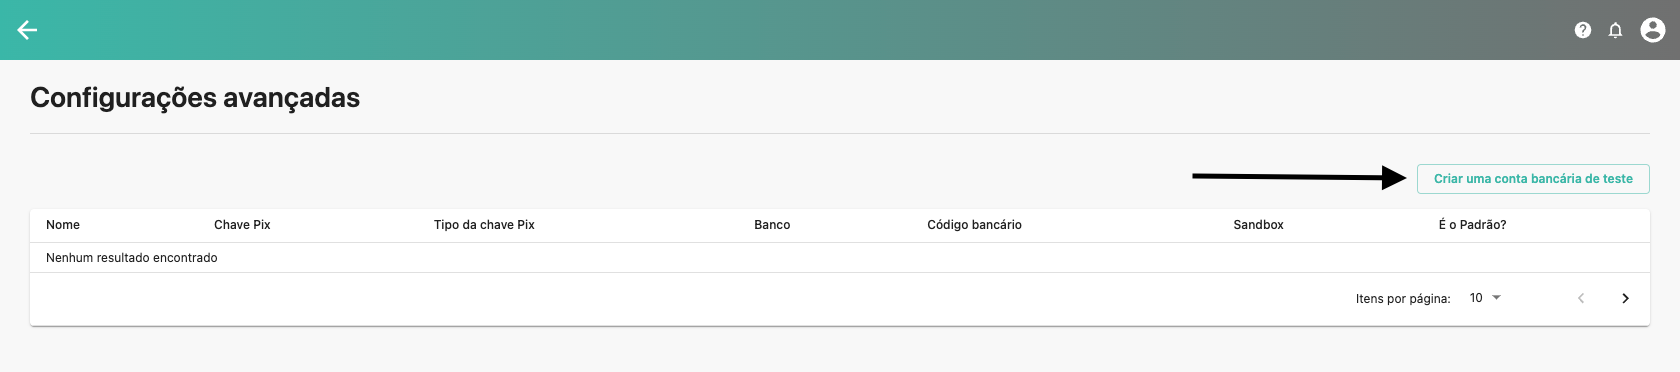 Configurações avançadas
Criar uma conta bancária de teste
Nome Chave Pix Tipo da chave Pix Banco Código bancário Sandbox É o Padrão?
Nenhum resultado encontrado
Itens por página: 10